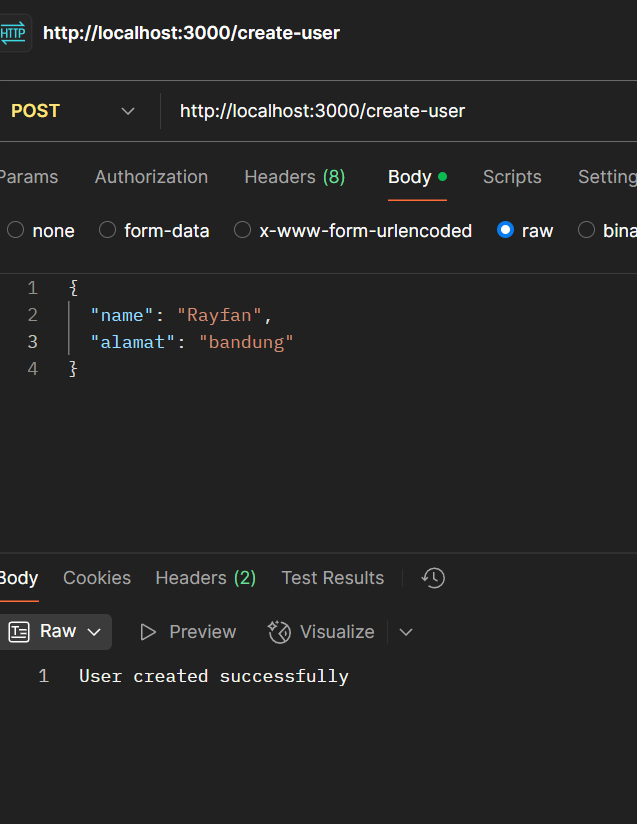 HTTP http://localhost:3000/create-user
POST http://localhost:3000/create-user
Params Authorization Headers (8) Body Scripts Setting
none form-data x-www-form-urlencoded raw bina
1 {
2 "name": "Rayfan",
3 "alamat": "bandung"
4 }
Body Cookies Headers (2) Test Results
Raw Preview Visualize
1 User created successfully